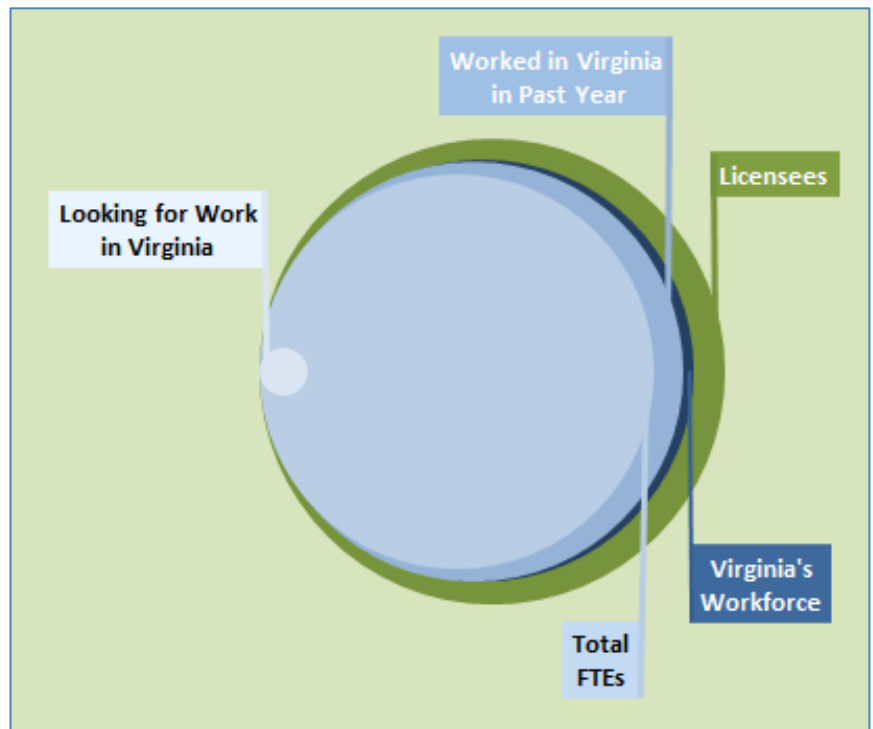 Worked in Virginia
in Past Year
Licensees
Looking for Work
in Virginia
Virginia's
Workforce
Total
FTEs